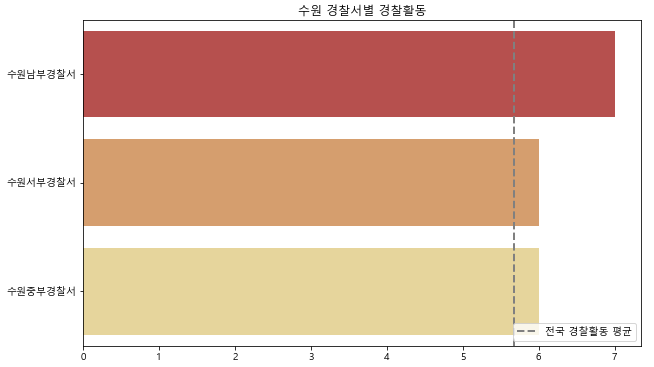 수원 경찰서별 경찰활동
수원남부경찰서
수원서부경찰서
수원중부경찰서
전국 경찰활동 평균
0 1 2 3 4 5 6 7